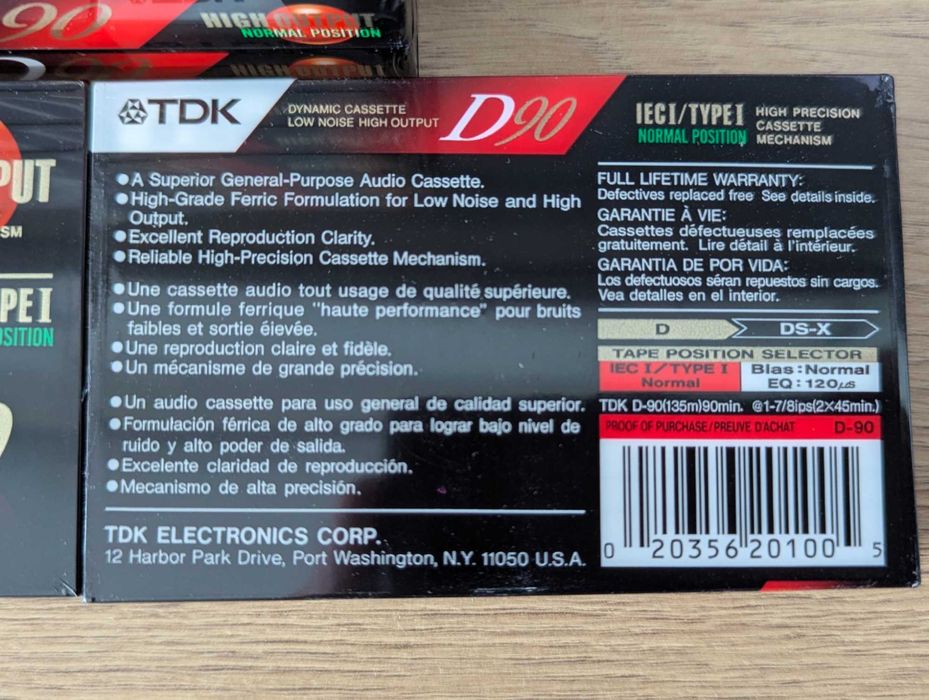 90
HIGH OUTPUT
NORMAL POSITION
90
HIGH OUTPUT
PUT
SM
YPE I
OSITION
TDK
DYNAMIC CASSETTE
LOW NOISE HIGH OUTPUT
D90
IEC I/TYPE I
NORMAL POSITION
HIGH PRECISION
CASSETTE
MECHANISM
●A Superior General-Purpose Audio Cassette.
●High-Grade Ferric Formulation for Low Noise and High
Output.
●Excellent Reproduction Clarity.
●Reliable High-Precision Cassette Mechanism.
●Une cassette audio tout usage de qualité supérieure.
●Une formule ferrique "haute performance" pour bruits
faibles et sortie éievée.
●Une reproduction claire et fidèle.
●Un mécanisme de grande précision.
●Un audio cassette para uso general de calidad superior.
●Formulación férrica de alto grado para lograr bajo nivel de
ruido y alto poder de salida.
●Excelente claridad de reproducción.
●Mecanismo de alta precisión.
TDK ELECTRONICS CORP.
12 Harbor Park Drive, Port Washington, N.Y. 11050 U.S.A.
FULL LIFETIME WARRANTY:
Defectives replaced free See details inside.
GARANTIE À VIE:
Cassettes défectueuses remplacées
gratuitement. Lire détail à l'intérieur.
GARANTIA DE POR VIDA:
Los defectuosos séran repuestos sin cargos.
Vea detalles en el interior.
D DS-X
TAPE POSITION SELECTOR
IEC I/TYPE I
Normal
Bias:Normal
EQ:120μs
TDK D-90(135m)90min. @1-7/8ips(2×45min.)
PROOF OF PURCHASE/PREUVE D'ACHAT D-90
0 20356 20100 5